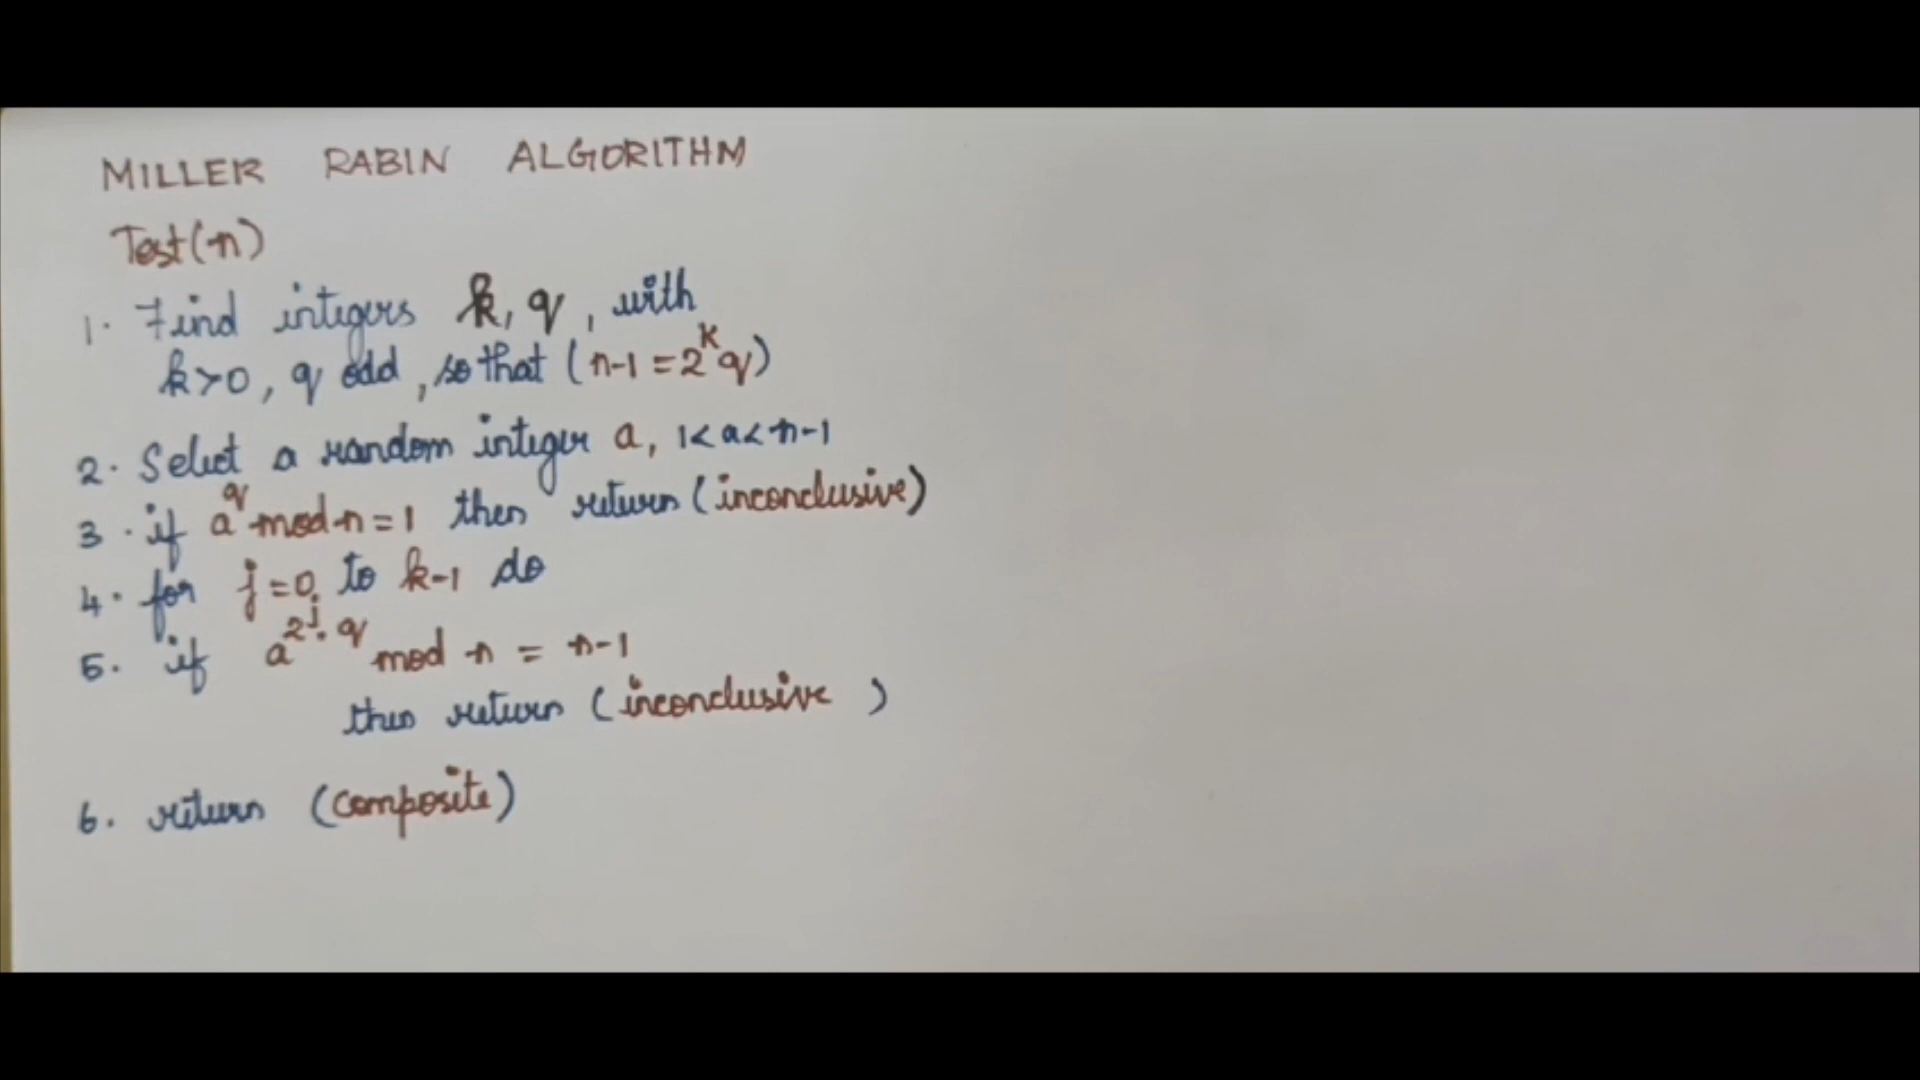 MILLER RABIN ALGORITHM
Test(n)
1. Find integers k, q, with
k>0, q odd, so that (n-1 = 2^k q)
2. Select a random integer a, 1<a<n-1
3. if a^q mod n = 1 then return (inconclusive)
4. for j=0 to k-1 do
5. if a^{2^j.q} mod n = n-1
then return (inconclusive )
6. return (composite)